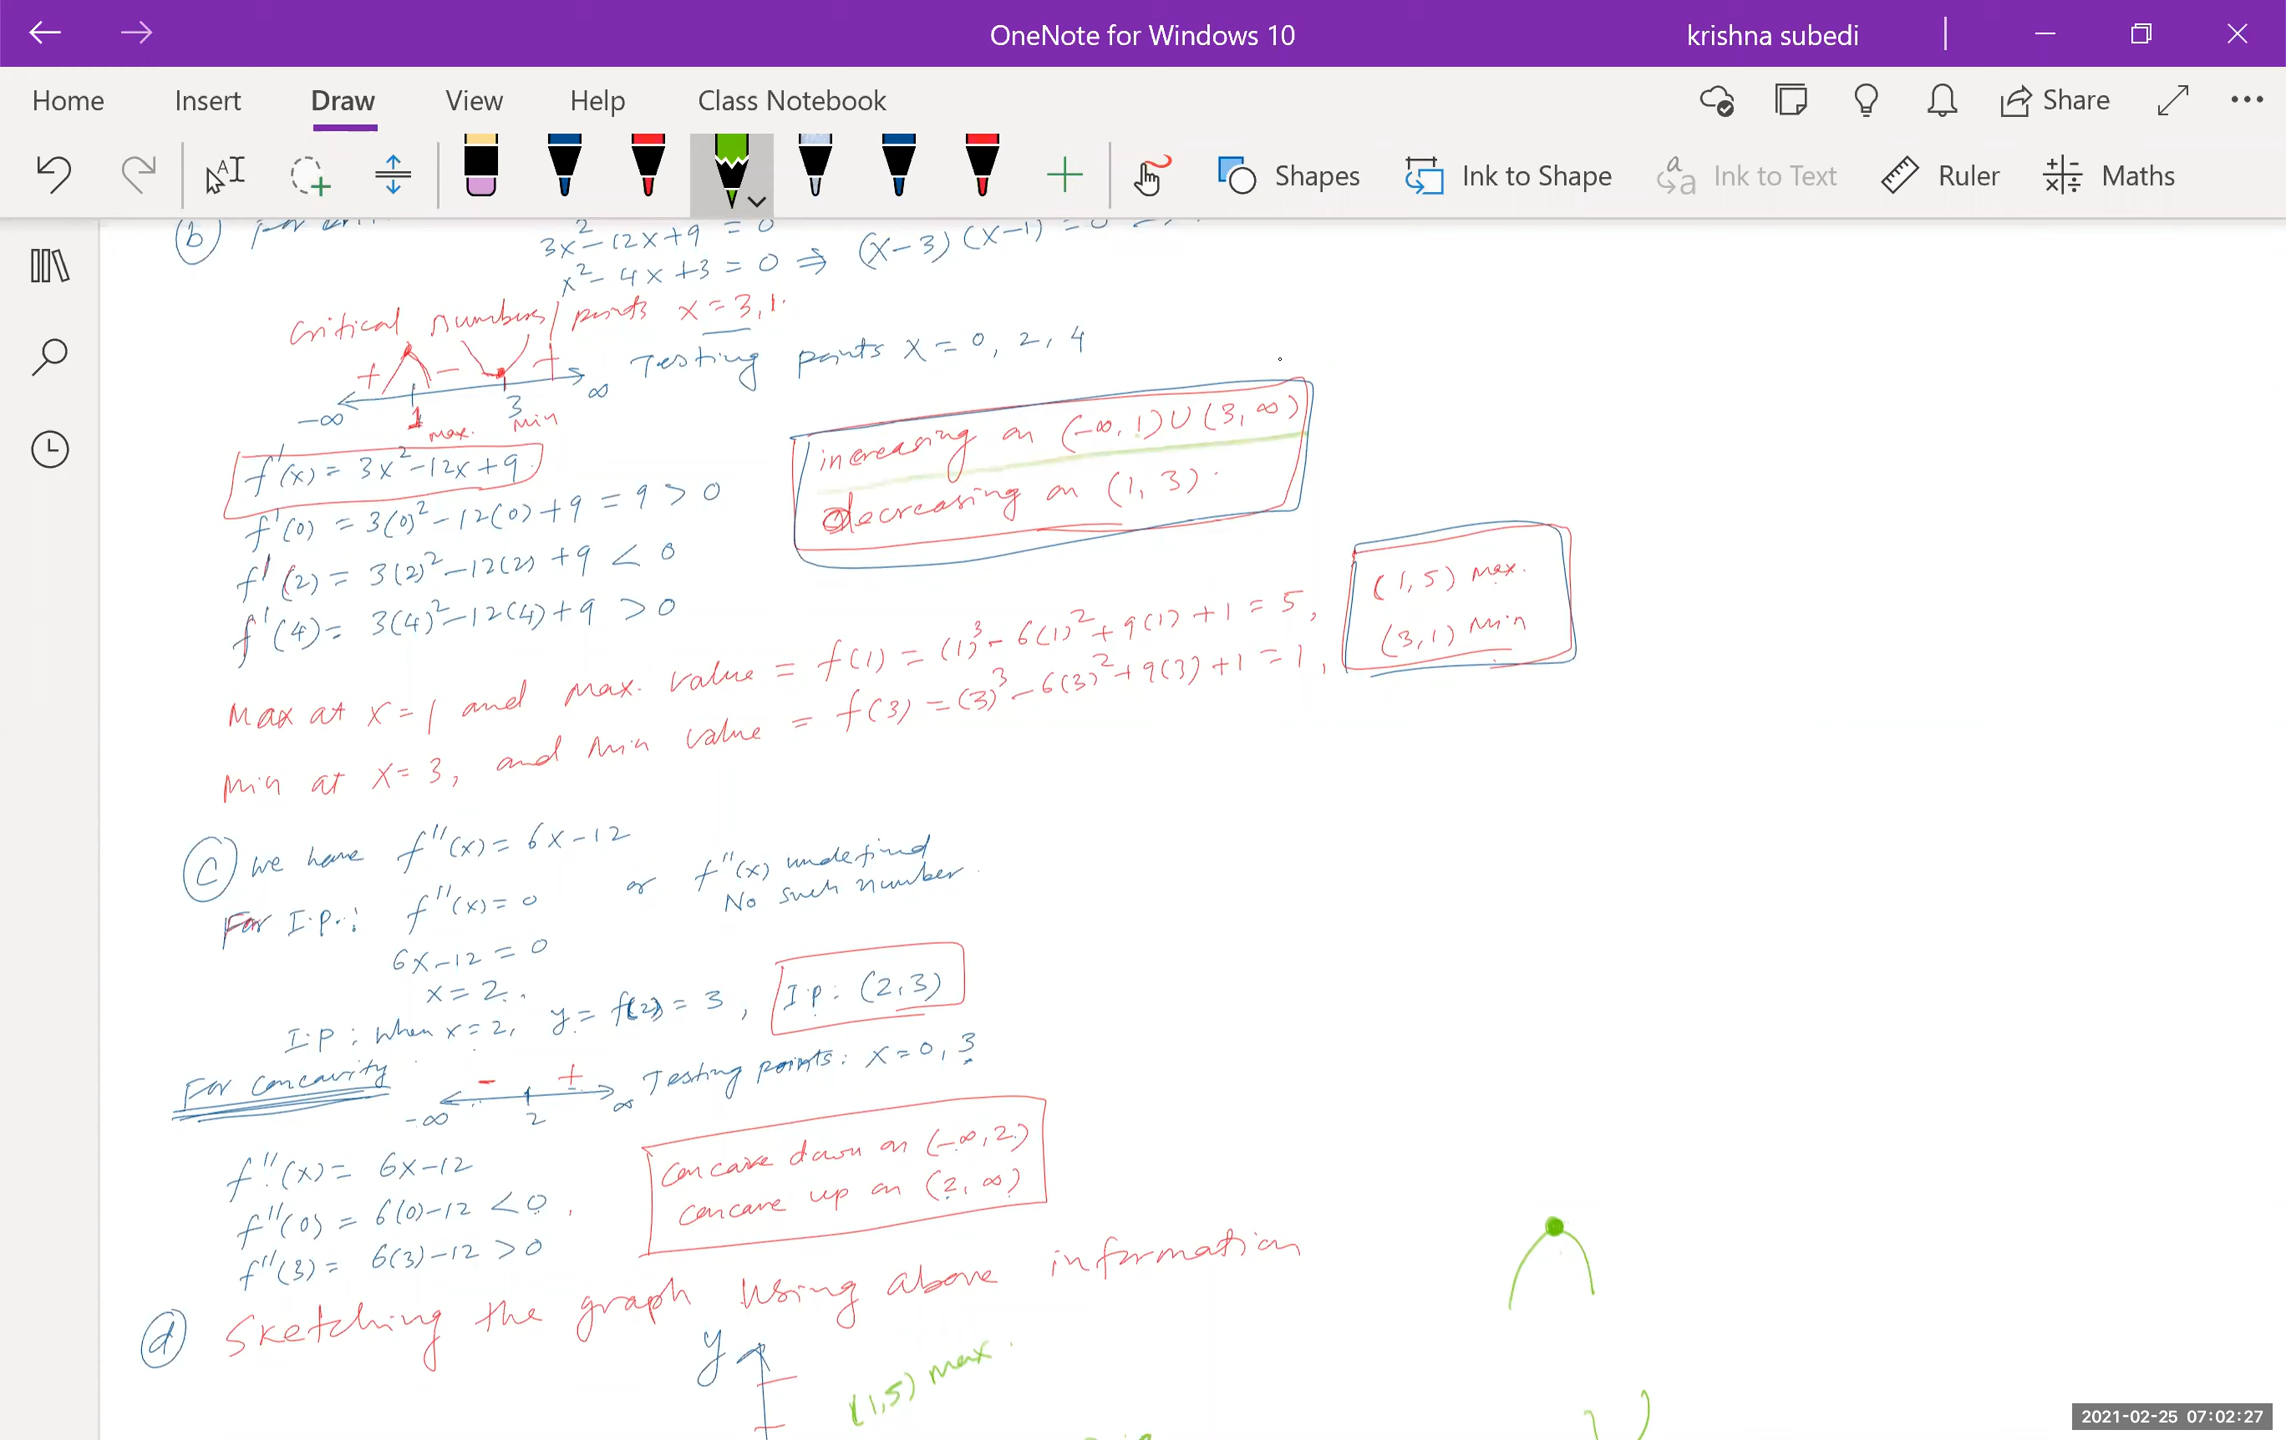 OneNote for Windows 10
krishna subedi
Home Insert Draw View Help Class Notebook
Share
Shapes Ink to Shape Ink to Text Ruler Maths
(b) For
3x² - 12x + 9 = 0
x² - 4x + 3 = 0 ⇒ (x-3)(x-1) = 0
Critical numbers/points x = 3, 1.
+ - + Testing points x = 0, 2, 4
-∞ 1 3 ∞
max. Min
f'(x) = 3x² - 12x + 9
increasing on (-∞, 1) U (3, ∞)
decreasing on (1, 3).
f'(0) = 3(0)² - 12(0) + 9 = 9 > 0
f'(2) = 3(2)² - 12(2) + 9 < 0
f'(4) = 3(4)² - 12(4) + 9 > 0
Max at x = 1 and Max. value = f(1) = (1)³ - 6(1)² + 9(1) + 1 = 5,
(1, 5) max.
(3, 1) Min
Min at x = 3, and Min value = f(3) = (3)³ - 6(3)² + 9(3) + 1 = 1,
(C) We have f''(x) = 6x - 12
For I.P.: f''(x) = 0 or f''(x) undefined
No such number.
6x - 12 = 0
x = 2.
I.P: when x = 2, y = f(2) = 3, I.P: (2, 3)
For Concavity
- + Testing points: x = 0, 3
-∞ 2 ∞
f''(x) = 6x - 12
Concave down on (-∞, 2)
Concave up on (2, ∞)
f''(0) = 6(0) - 12 < 0.
f''(3) = 6(3) - 12 > 0
(d) Sketching the graph Using above information
y
(1,5) max.
2021-02-25 07:02:27